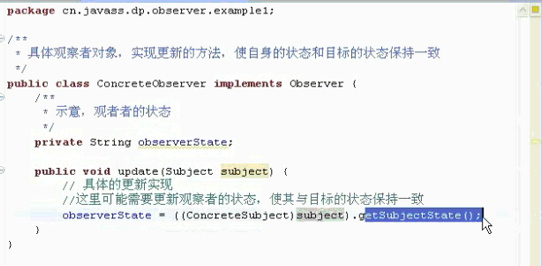 package cn.javass.dp.observer.example1;
/**
 * 具体观察者对象，实现更新的方法，使自身的状态和目标的状态保持一致
 */
public class ConcreteObserver implements Observer {
    /**
     * 示意，观者者的状态
     */
    private String observerState;
    public void update(Subject subject) {
        // 具体的更新实现
        //这里可能需要更新观察者的状态，使其与目标的状态保持一致
        observerState = ((ConcreteSubject)subject).getSubjectState();
    }
}